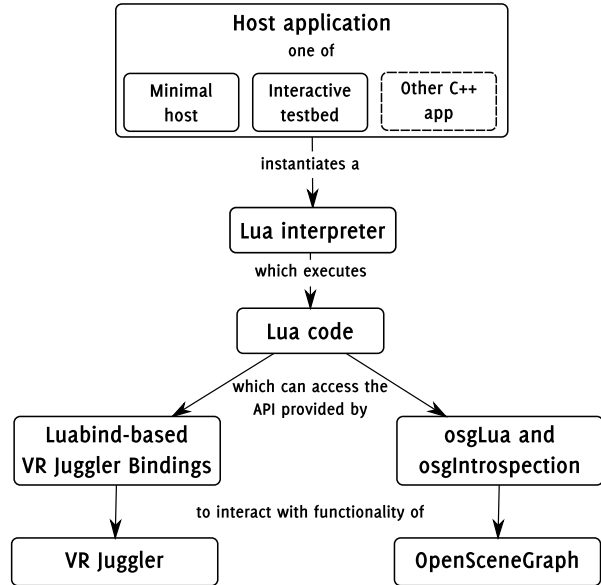 Host application
one of
Minimal
host
Interactive
testbed
Other C++
app
instantiates a
Lua interpreter
which executes
Lua code
which can access the
API provided by
Luabind-based
VR Juggler Bindings
osgLua and
osgIntrospection
to interact with functionality of
VR Juggler
OpenSceneGraph